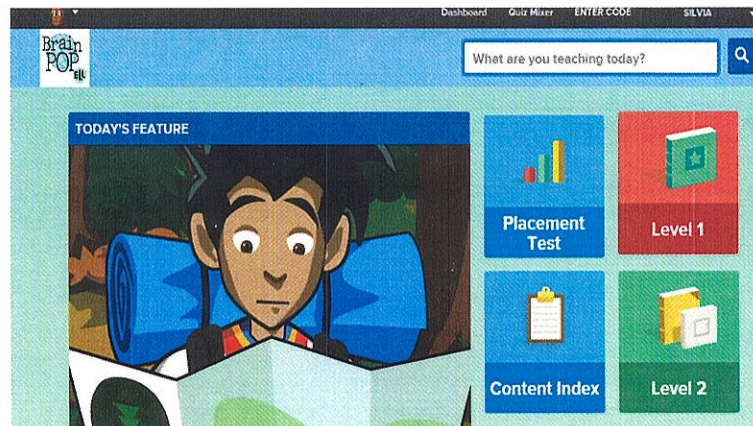 Dashboard Quiz Mixer ENTER CODE SILVIA
Brain
POP
ELL
What are you teaching today?
TODAY'S FEATURE
Placement
Test
Level 1
Content Index
Level 2